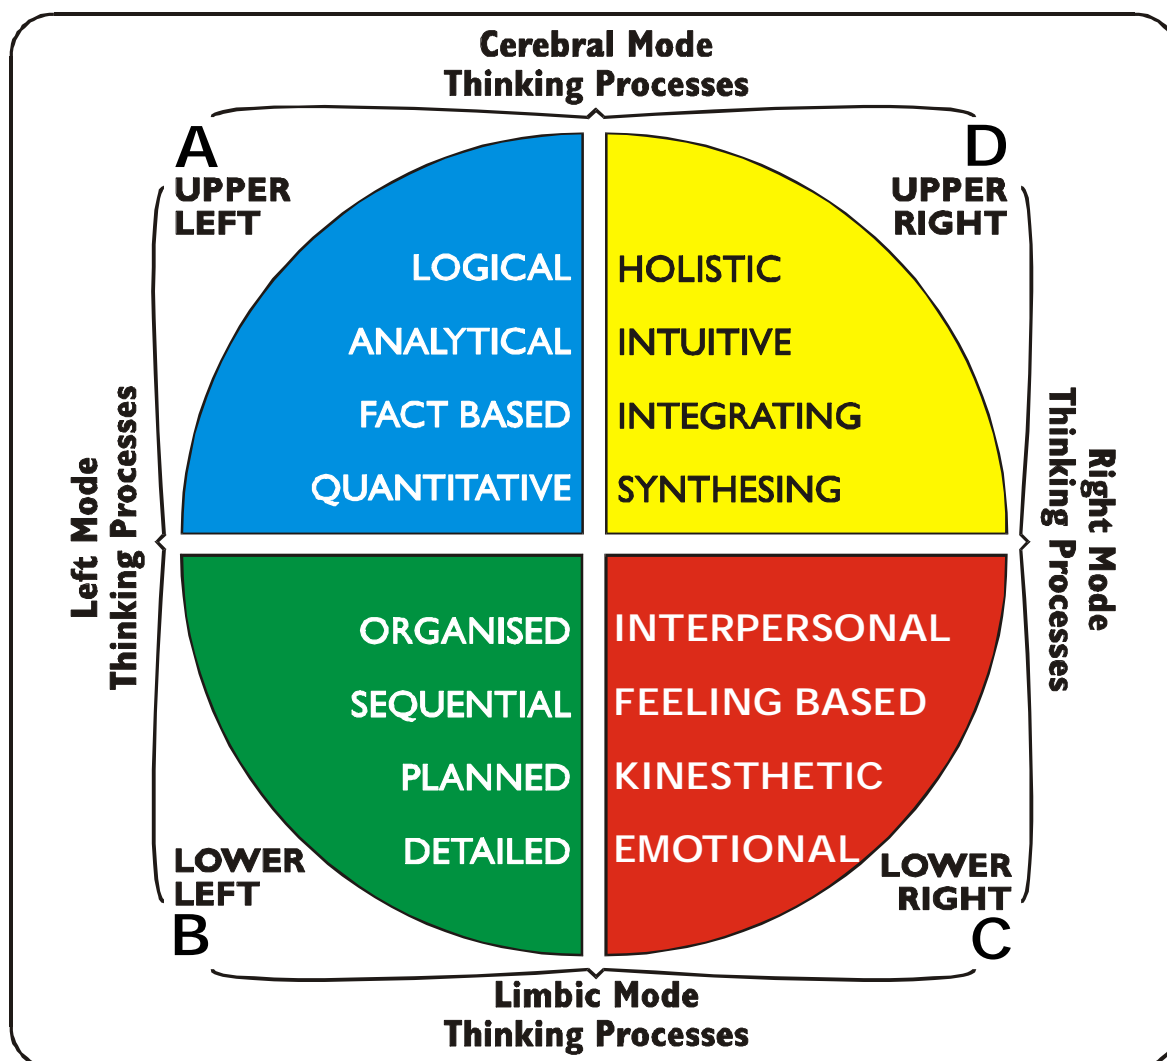 Cerebral Mode
Thinking Processes
A
UPPER
LEFT
D
UPPER
RIGHT
LOGICAL
ANALYTICAL
FACT BASED
QUANTITATIVE
HOLISTIC
INTUITIVE
INTEGRATING
SYNTHESING
Left Mode
Thinking Processes
Right Mode
Thinking Processes
ORGANISED
SEQUENTIAL
PLANNED
DETAILED
INTERPERSONAL
FEELING BASED
KINESTHETIC
EMOTIONAL
LOWER
LEFT
B
LOWER
RIGHT
C
Limbic Mode
Thinking Processes